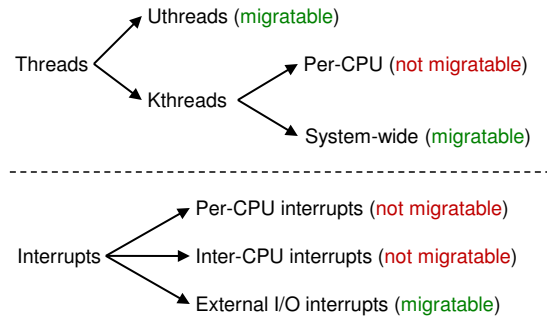 Uthreads (migratable)
Threads
Per-CPU (not migratable)
Kthreads
System-wide (migratable)
Per-CPU interrupts (not migratable)
Interrupts
Inter-CPU interrupts (not migratable)
External I/O interrupts (migratable)